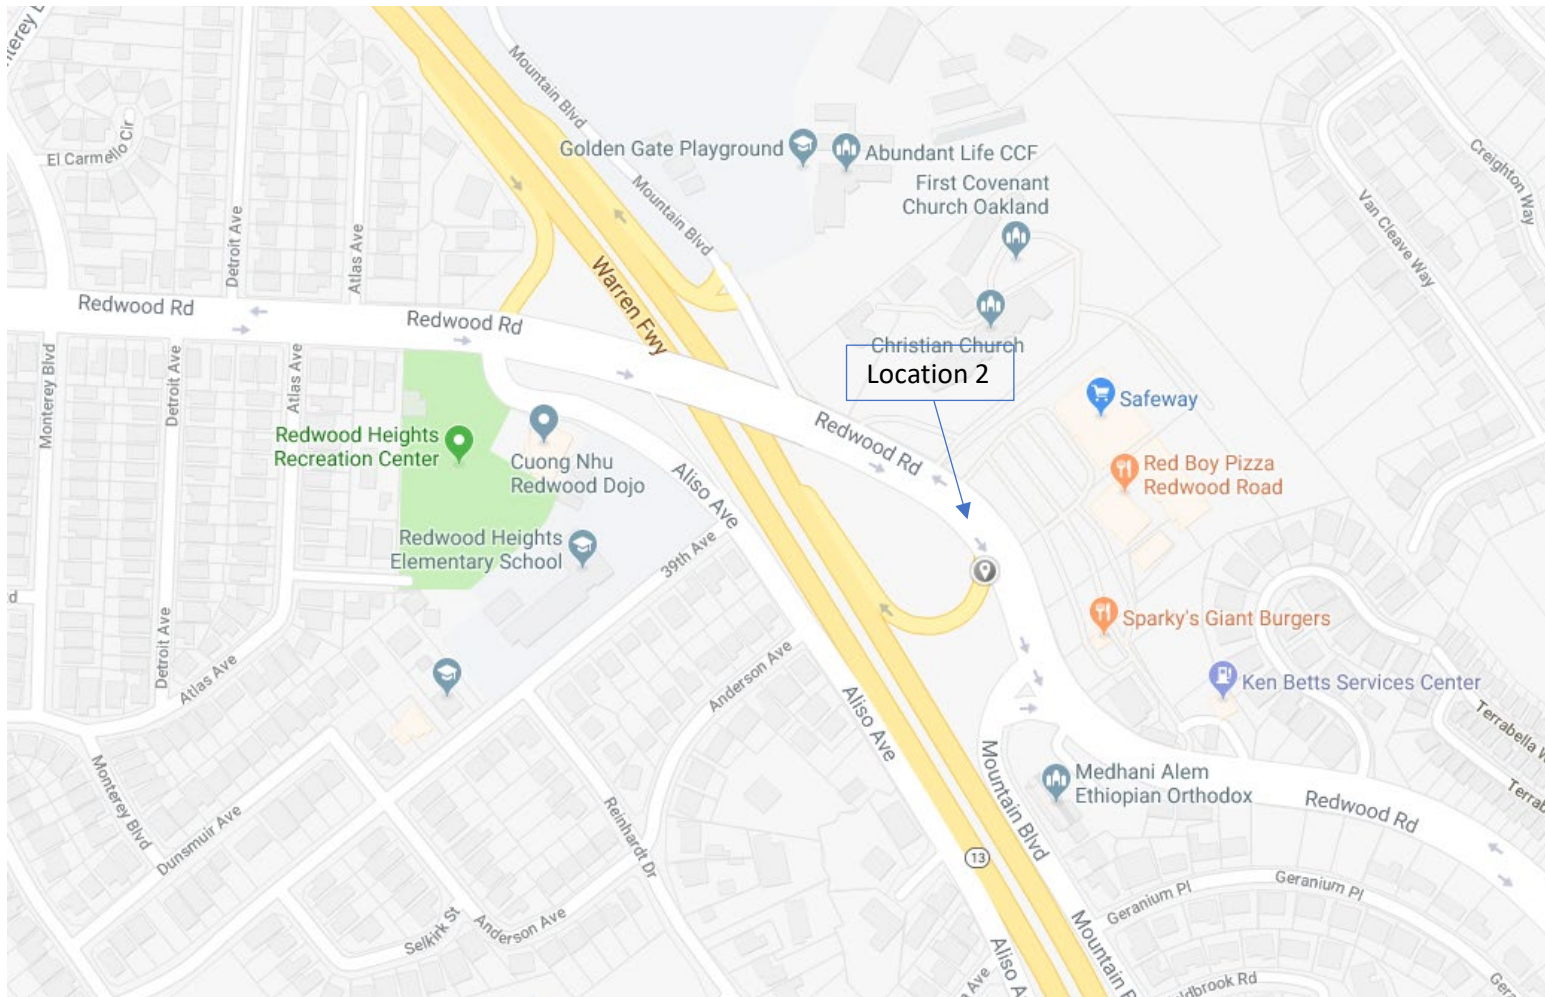 Mountain Blvd
El Carmello Cir
Golden Gate Playground
Abundant Life CCF
First Covenant
Church Oakland
Creighton Way
Van Cleave Way
Mountain Blvd
Detroit Ave
Atlas Ave
Warren Fwy
Redwood Rd
Redwood Rd
Christian Church
Location 2
Safeway
Monterey Blvd
Detroit Ave
Atlas Ave
Redwood Heights
Recreation Center
Cuong Nhu
Redwood Dojo
Aliso Ave
Redwood Rd
Red Boy Pizza
Redwood Road
Redwood Heights
Elementary School
39th Ave
Sparky's Giant Burgers
Detroit Ave
Atlas Ave
Anderson Ave
Aliso Ave
Ken Betts Services Center
Terrabella
Monterey Blvd
Dunsmuir Ave
Reinhardt Dr
Mountain Blvd
Medhani Alem
Ethiopian Orthodox
Redwood Rd
13
Geranium Pl
Geranium Pl
Selkirk St
Anderson Ave
Aliso
Mountain
Ave